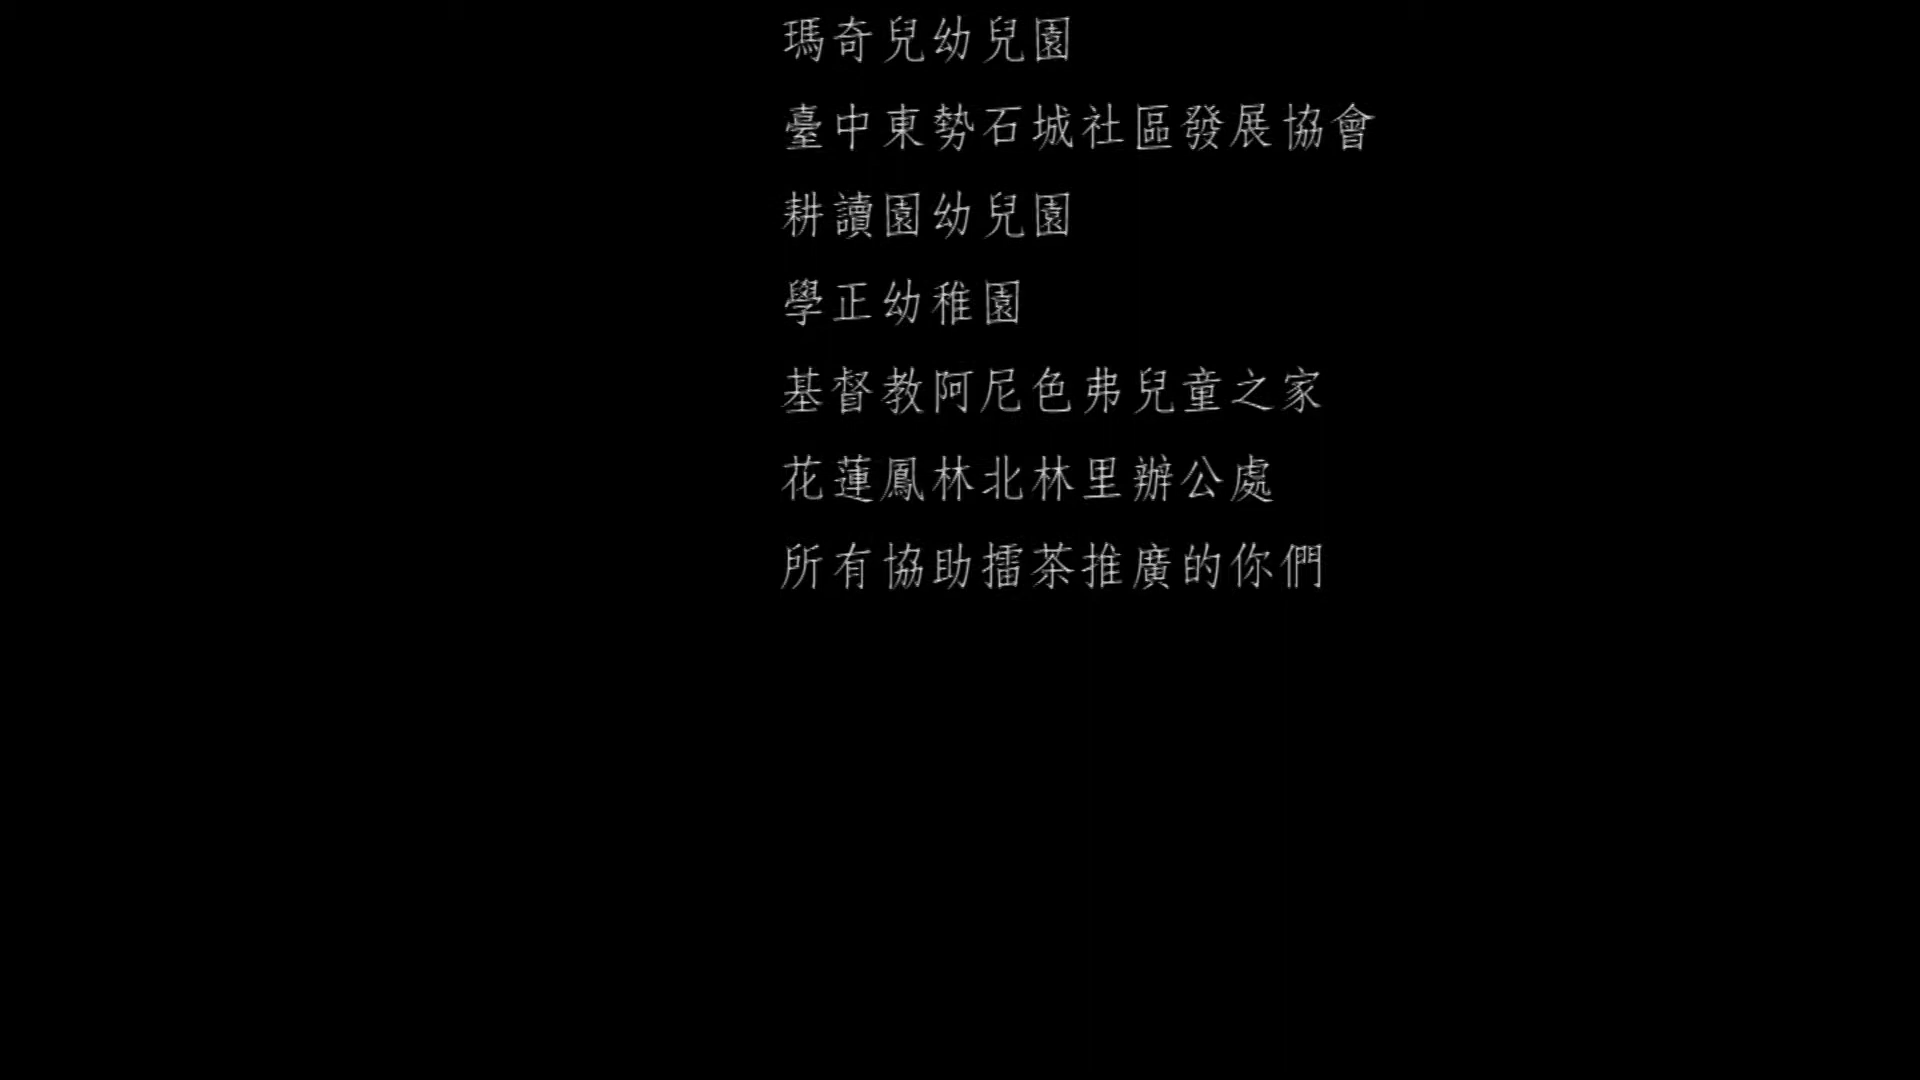 瑪奇兒幼兒園
臺中東勢石城社區發展協會
耕讀園幼兒園
學正幼稚園
基督教阿尼色弗兒童之家
花蓮鳳林北林里辦公處
所有協助擂茶推廣的你們